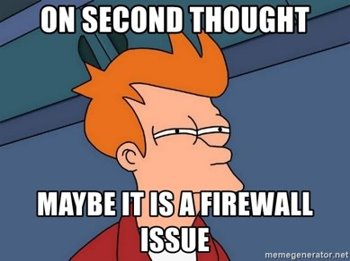 ON SECOND THOUGHT
MAYBE IT IS A FIREWALL
ISSUE
memegenerator.net